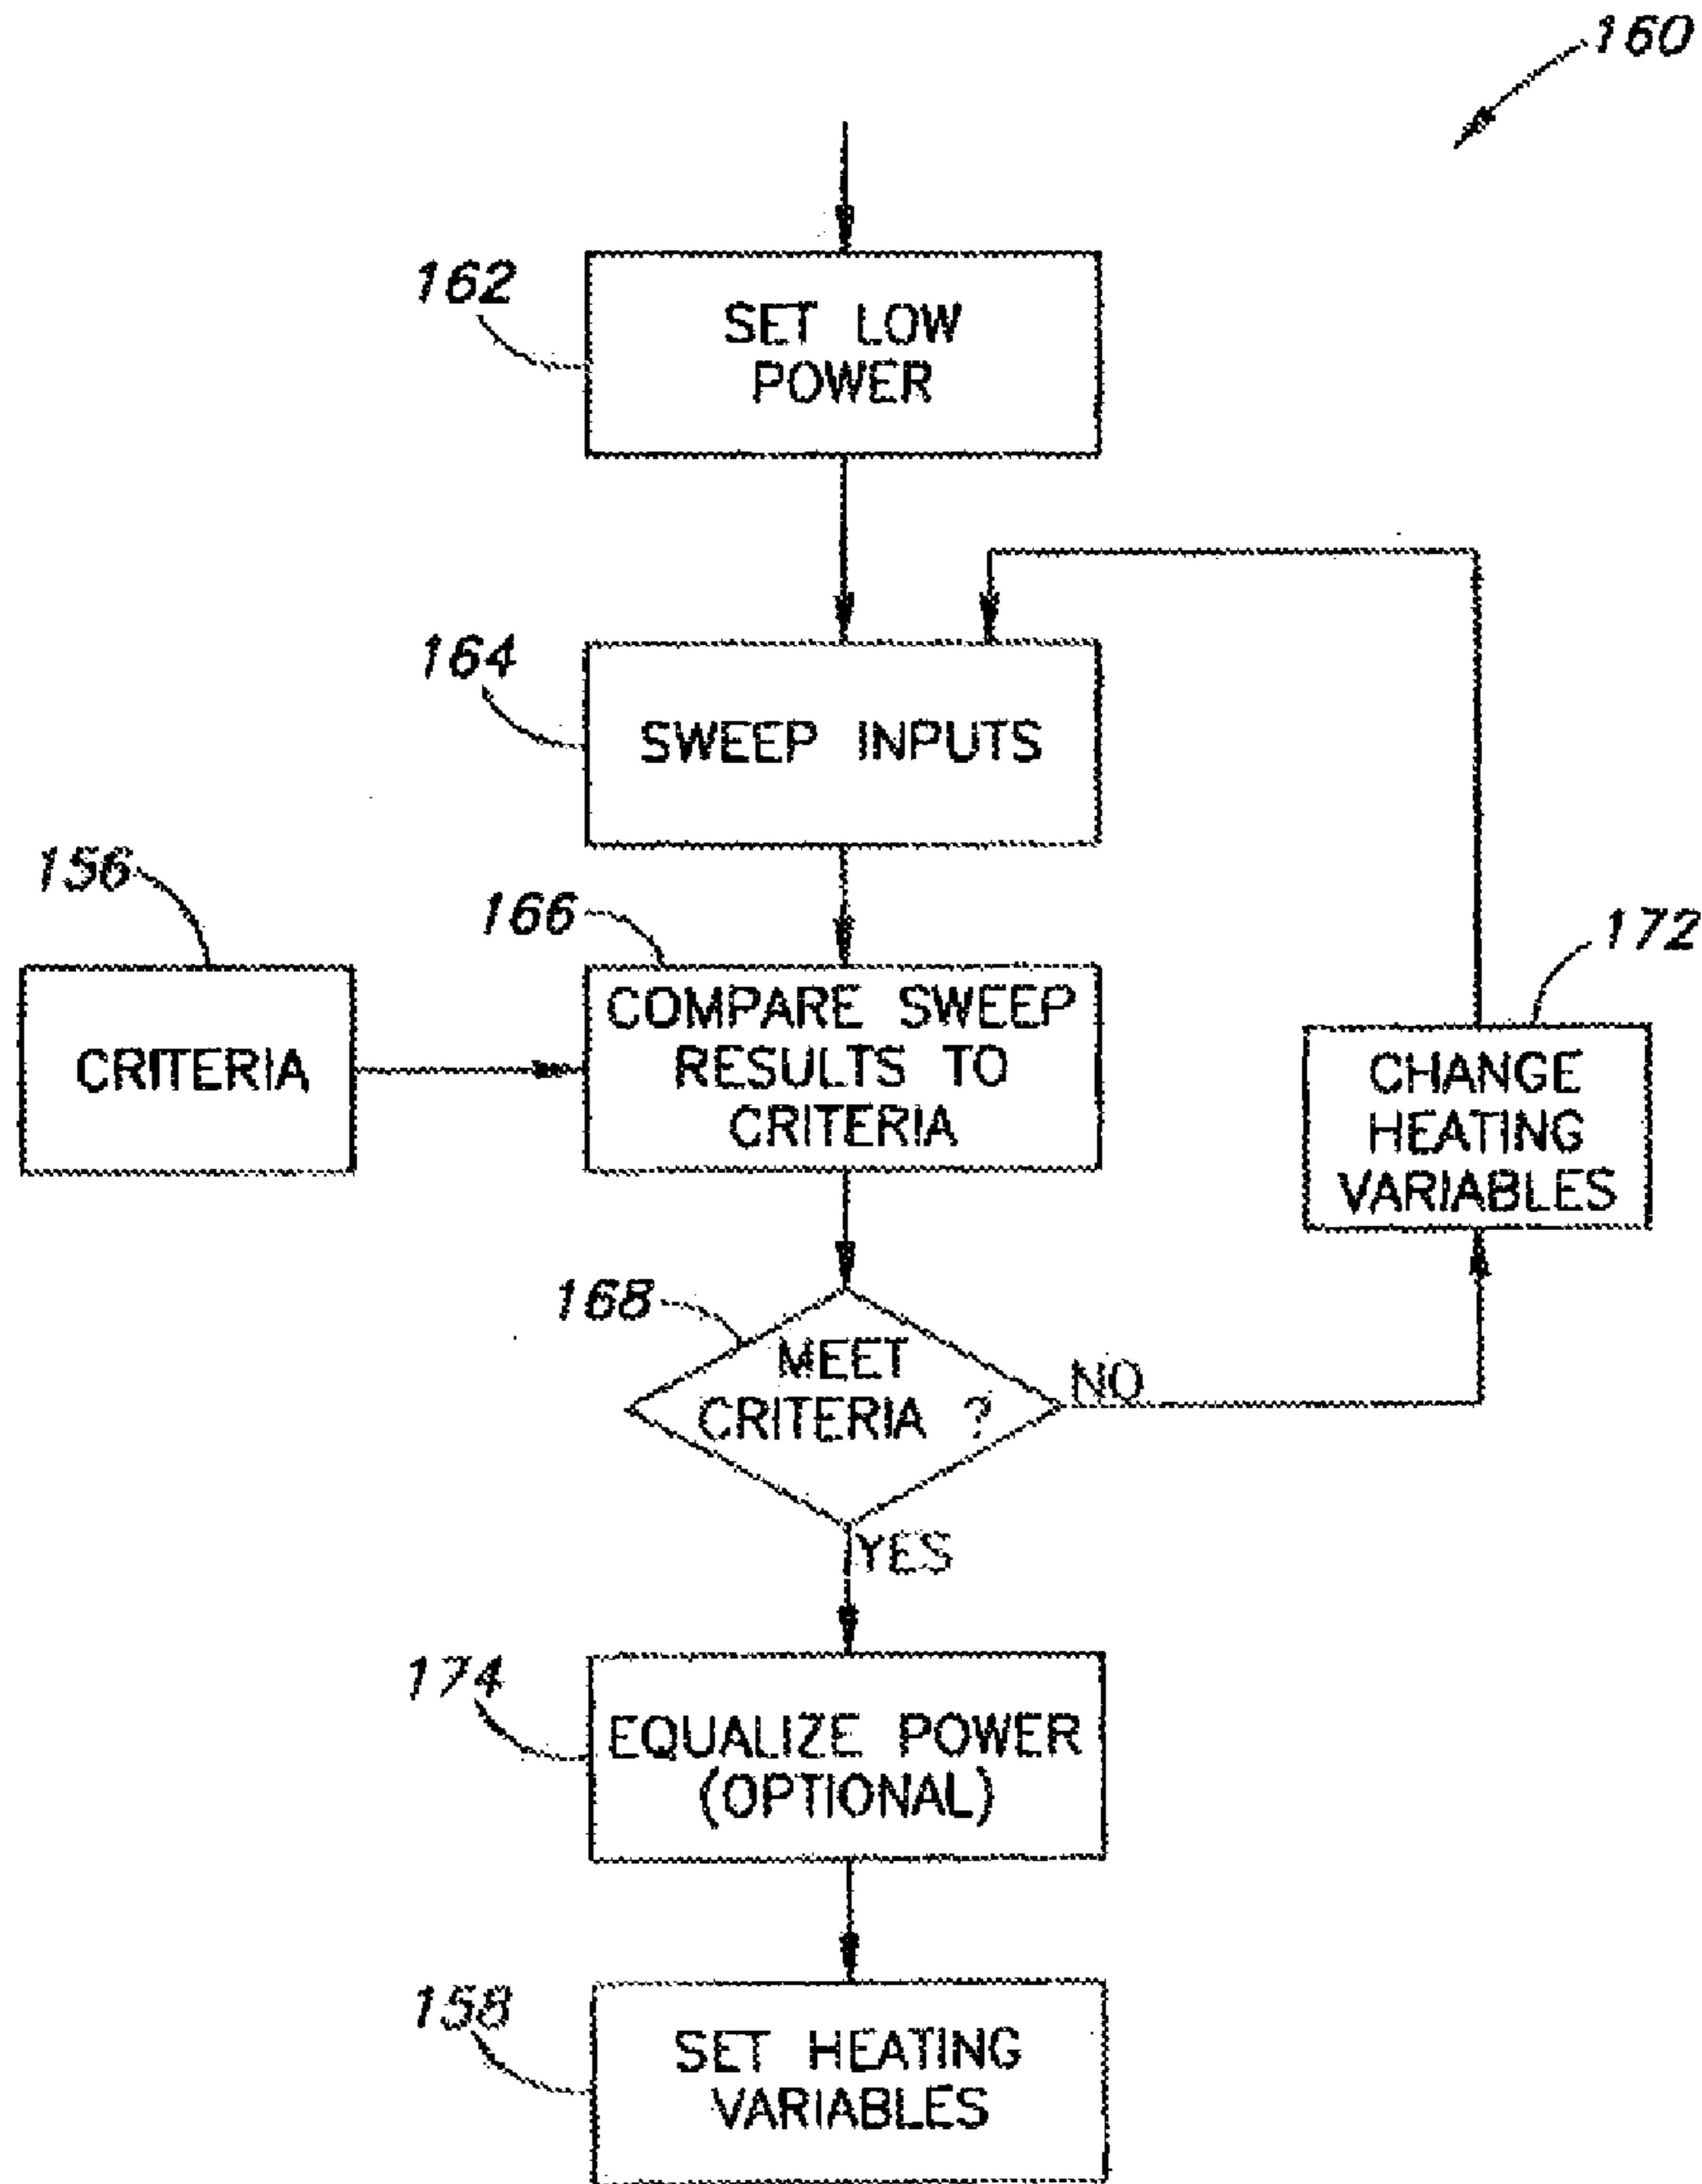 160
162
SET LOW
POWER
164
SWEEP INPUTS
156
CRITERIA
166
COMPARE SWEEP
RESULTS TO
CRITERIA
172
CHANGE
HEATING
VARIABLES
168
MEET
CRITERIA ?
NO
YES
174
EQUALIZE POWER
(OPTIONAL)
158
SET HEATING
VARIABLES